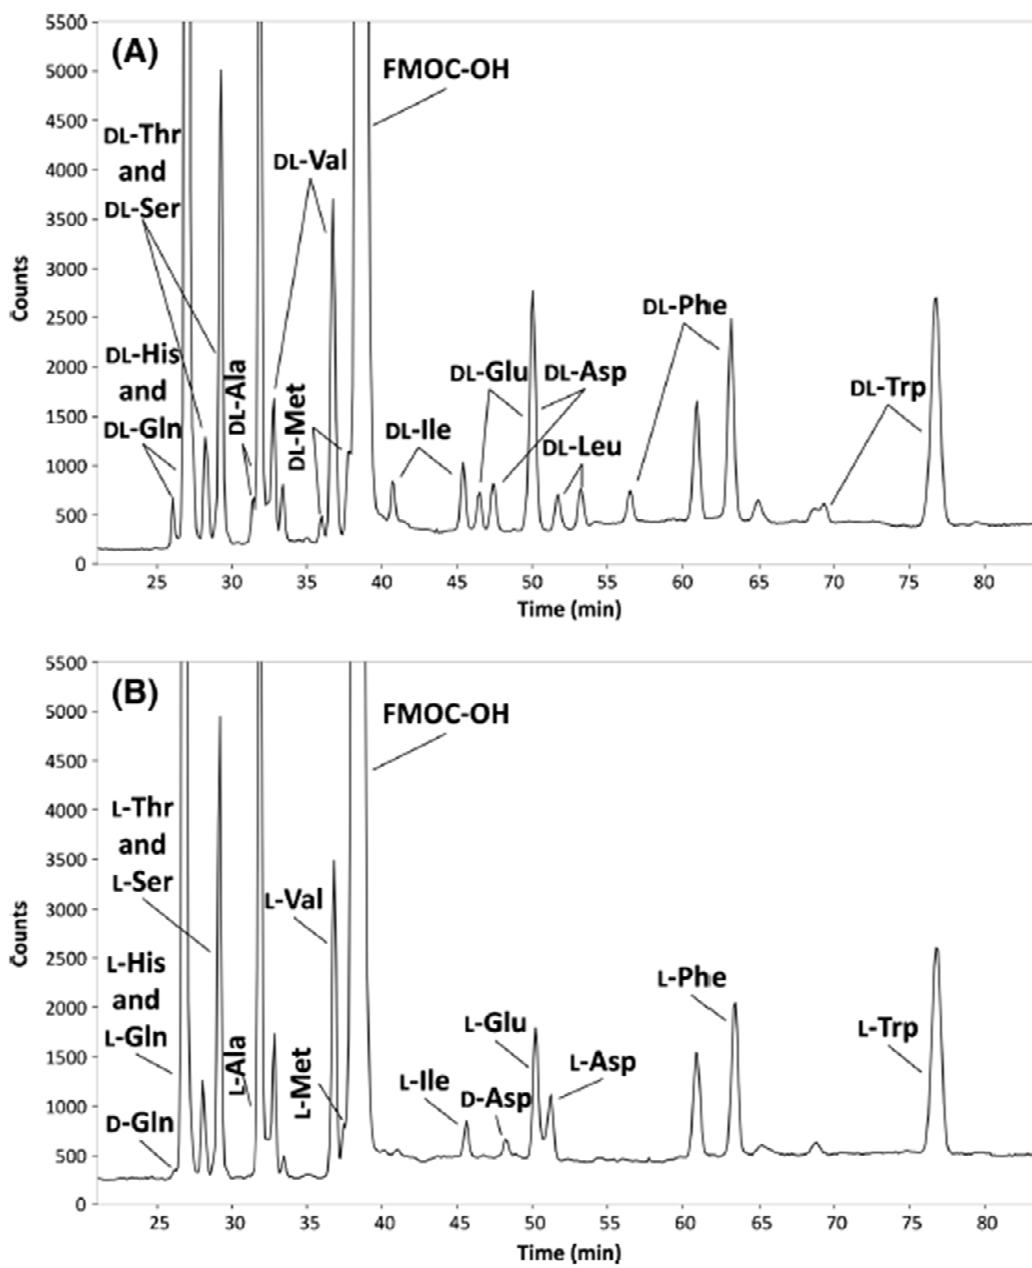 (A)
5500
5000
4500
4000
3500
3000
2500
2000
1500
1000
500
0
Counts
FMOC-OH
DL-Thr
and
DL-Ser
DL-Val
DL-His
and
DL-Gln
DL-Ala
DL-Met
DL-Ile
DL-Glu
DL-Asp
DL-Leu
DL-Phe
DL-Trp
25 30 35 40 45 50 55 60 65 70 75 80
Time (min)
(B)
5500
5000
4500
4000
3500
3000
2500
2000
1500
1000
500
0
Counts
FMOC-OH
L-Thr
and
L-Ser
L-Val
L-His
and
L-Gln
D-Gln
L-Ala
L-Met
L-Ile
D-Asp
L-Glu
L-Asp
L-Phe
L-Trp
25 30 35 40 45 50 55 60 65 70 75 80
Time (min)